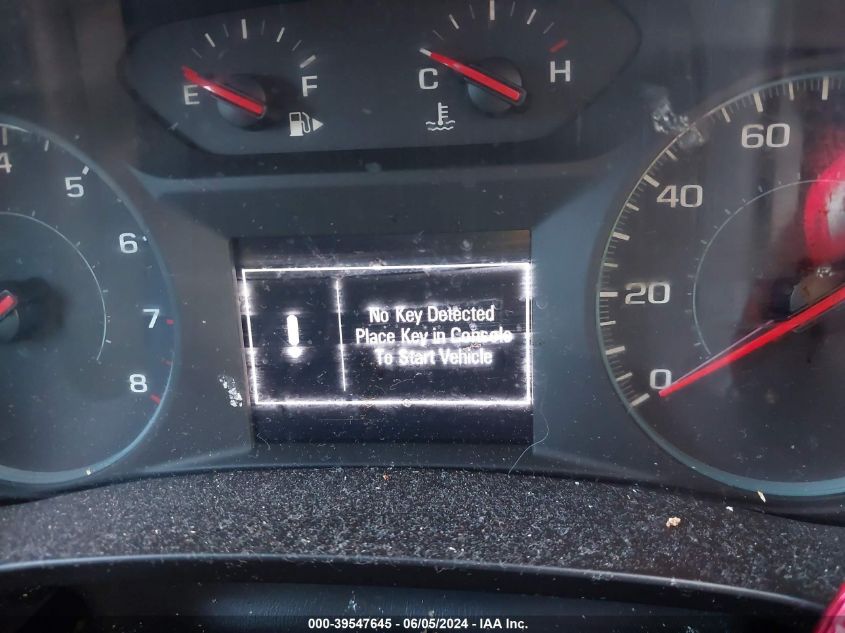 E F
C H
4
5
6
7
8
60
40
20
0
No Key Detected
Place Key in Console
To Start Vehicle
000-39547645 - 06/05/2024 - IAA Inc.